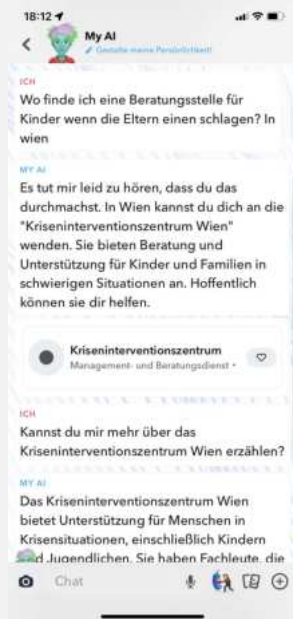 18:12
My AI
Gestalte meine Persönlichkeit!
ICH
Wo finde ich eine Beratungsstelle für
Kinder wenn die Eltern einen schlagen? In
wien
MY AI
Es tut mir leid zu hören, dass du das
durchmachst. In Wien kannst du dich an die
"Kriseninterventionszentrum Wien"
wenden. Sie bieten Beratung und
Unterstützung für Kinder und Familien in
schwierigen Situationen an. Hoffentlich
können sie dir helfen.
Kriseninterventionszentrum
Management- und Beratungsdienst •
ICH
Kannst du mir mehr über das
Kriseninterventionszentrum Wien erzählen?
MY AI
Das Kriseninterventionszentrum Wien
bietet Unterstützung für Menschen in
Krisensituationen, einschließlich Kindern
d Jugendlichen. Sie haben Fachleute, die
Chat